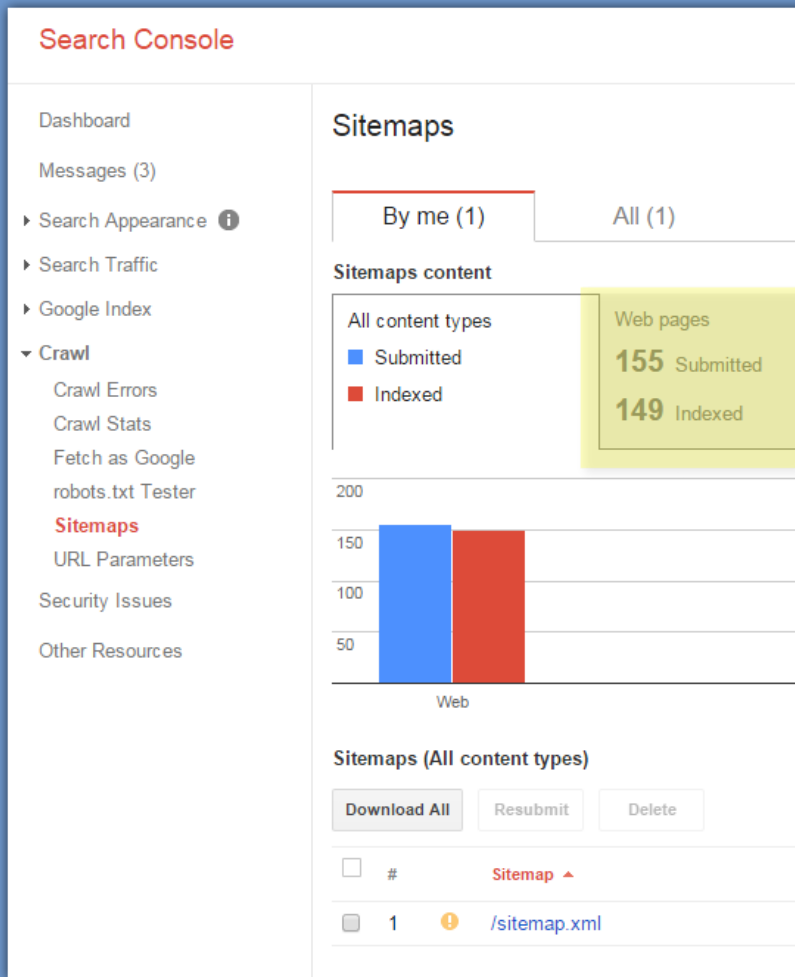 Search Console
Dashboard
Messages (3)
Search Appearance
Search Traffic
Google Index
Crawl
Crawl Errors
Crawl Stats
Fetch as Google
robots.txt Tester
Sitemaps
URL Parameters
Security Issues
Other Resources
Sitemaps
By me (1)
All (1)
Sitemaps content
All content types
Submitted
Indexed
Web pages
155 Submitted
149 Indexed
200
150
100
50
Web
Sitemaps (All content types)
Download All
Resubmit
Delete
# Sitemap
1 /sitemap.xml